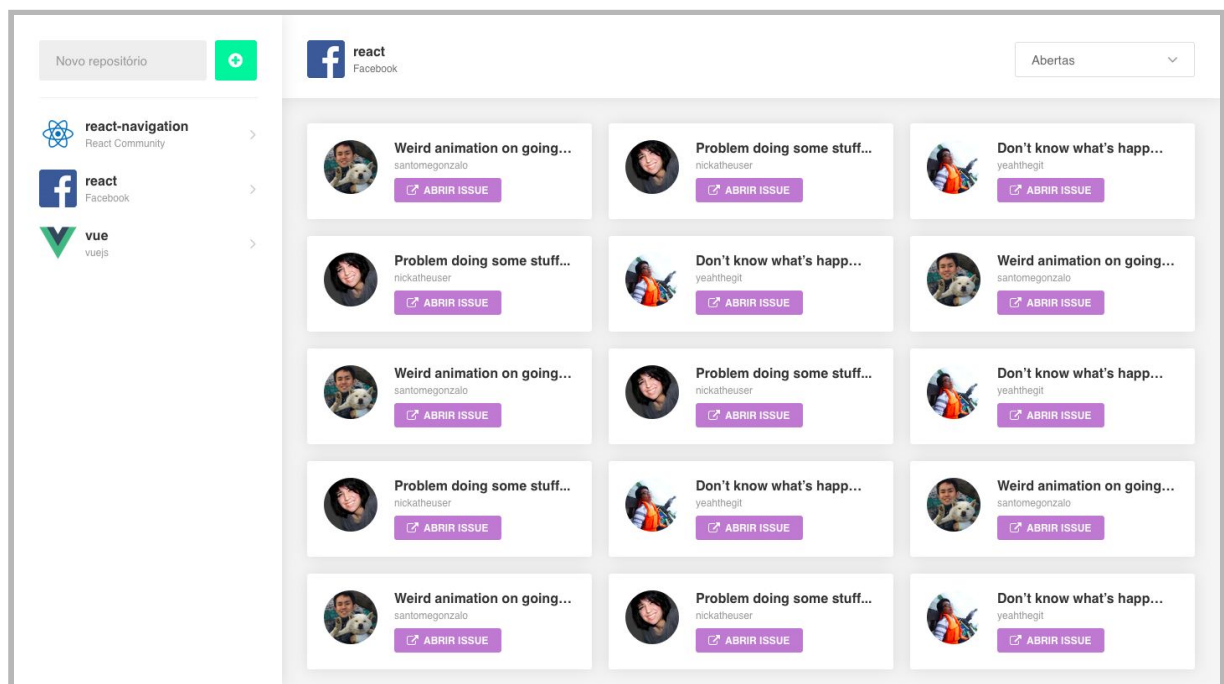 Novo repositório
react-navigation
React Community
react
Facebook
vue
vuejs
react
Facebook
Abertas
Weird animation on going...
santomegonzalo
ABRIR ISSUE
Problem doing some stuff...
nickatheuser
ABRIR ISSUE
Don't know what's happ...
yeahthegit
ABRIR ISSUE
Problem doing some stuff...
nickatheuser
ABRIR ISSUE
Don't know what's happ...
yeahthegit
ABRIR ISSUE
Weird animation on going...
santomegonzalo
ABRIR ISSUE
Weird animation on going...
santomegonzalo
ABRIR ISSUE
Problem doing some stuff...
nickatheuser
ABRIR ISSUE
Don't know what's happ...
yeahthegit
ABRIR ISSUE
Problem doing some stuff...
nickatheuser
ABRIR ISSUE
Don't know what's happ...
yeahthegit
ABRIR ISSUE
Weird animation on going...
santomegonzalo
ABRIR ISSUE
Weird animation on going...
santomegonzalo
ABRIR ISSUE
Problem doing some stuff...
nickatheuser
ABRIR ISSUE
Don't know what's happ...
yeahthegit
ABRIR ISSUE